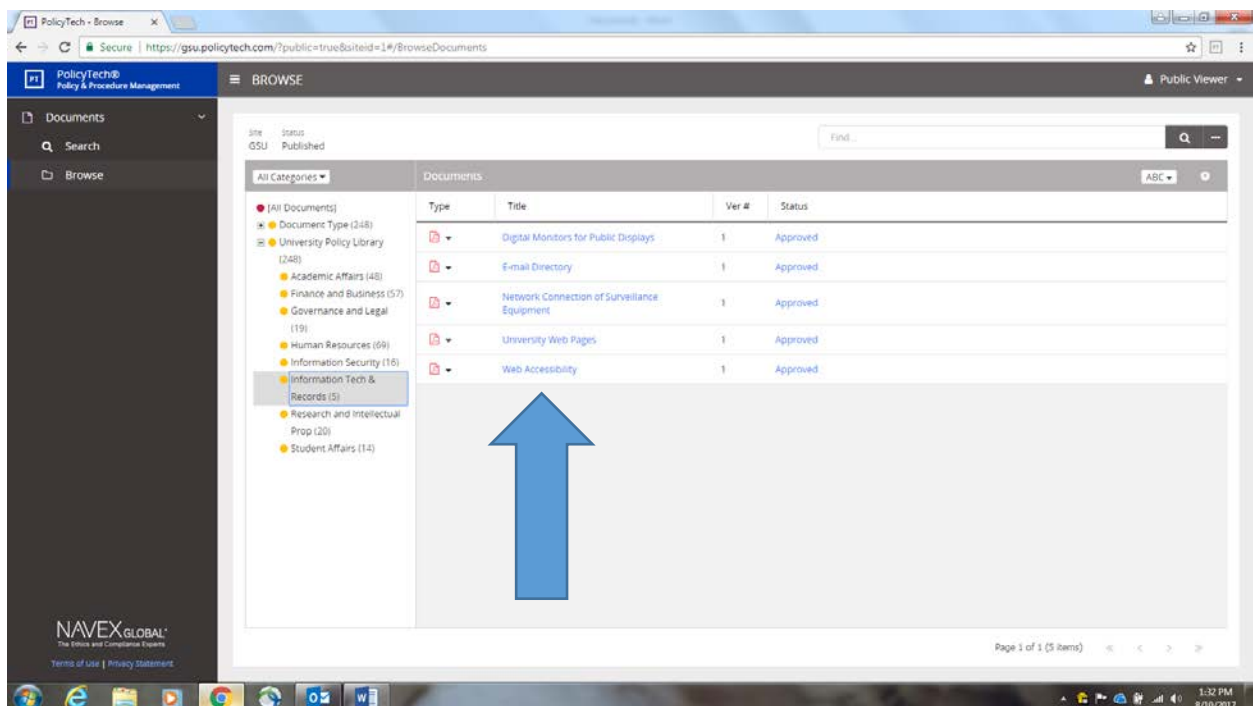 PolicyTech - Browse
Secure | https://gsu.policytech.com/?public=true&siteid=1#/BrowseDocuments
PT PolicyTech®
Policy & Procedure Management
BROWSE
Public Viewer
Documents
Search
Browse
Site Status
GSU Published
Find...
All Categories
Documents
ABC
[All Documents]
Document Type (248)
University Policy Library
(248)
Academic Affairs (48)
Finance and Business (57)
Governance and Legal
(19)
Human Resources (69)
Information Security (16)
Information Tech &
Records (5)
Research and Intellectual
Prop (20)
Student Affairs (14)
Type Title Ver # Status
Digital Monitors for Public Displays 1 Approved
E-mail Directory 1 Approved
Network Connection of Surveillance
Equipment 1 Approved
University Web Pages 1 Approved
Web Accessibility 1 Approved
Page 1 of 1 (5 items)
NAVEX GLOBAL
The Ethics and Compliance Experts
Terms of Use | Privacy Statement
1:32 PM
8/10/2017